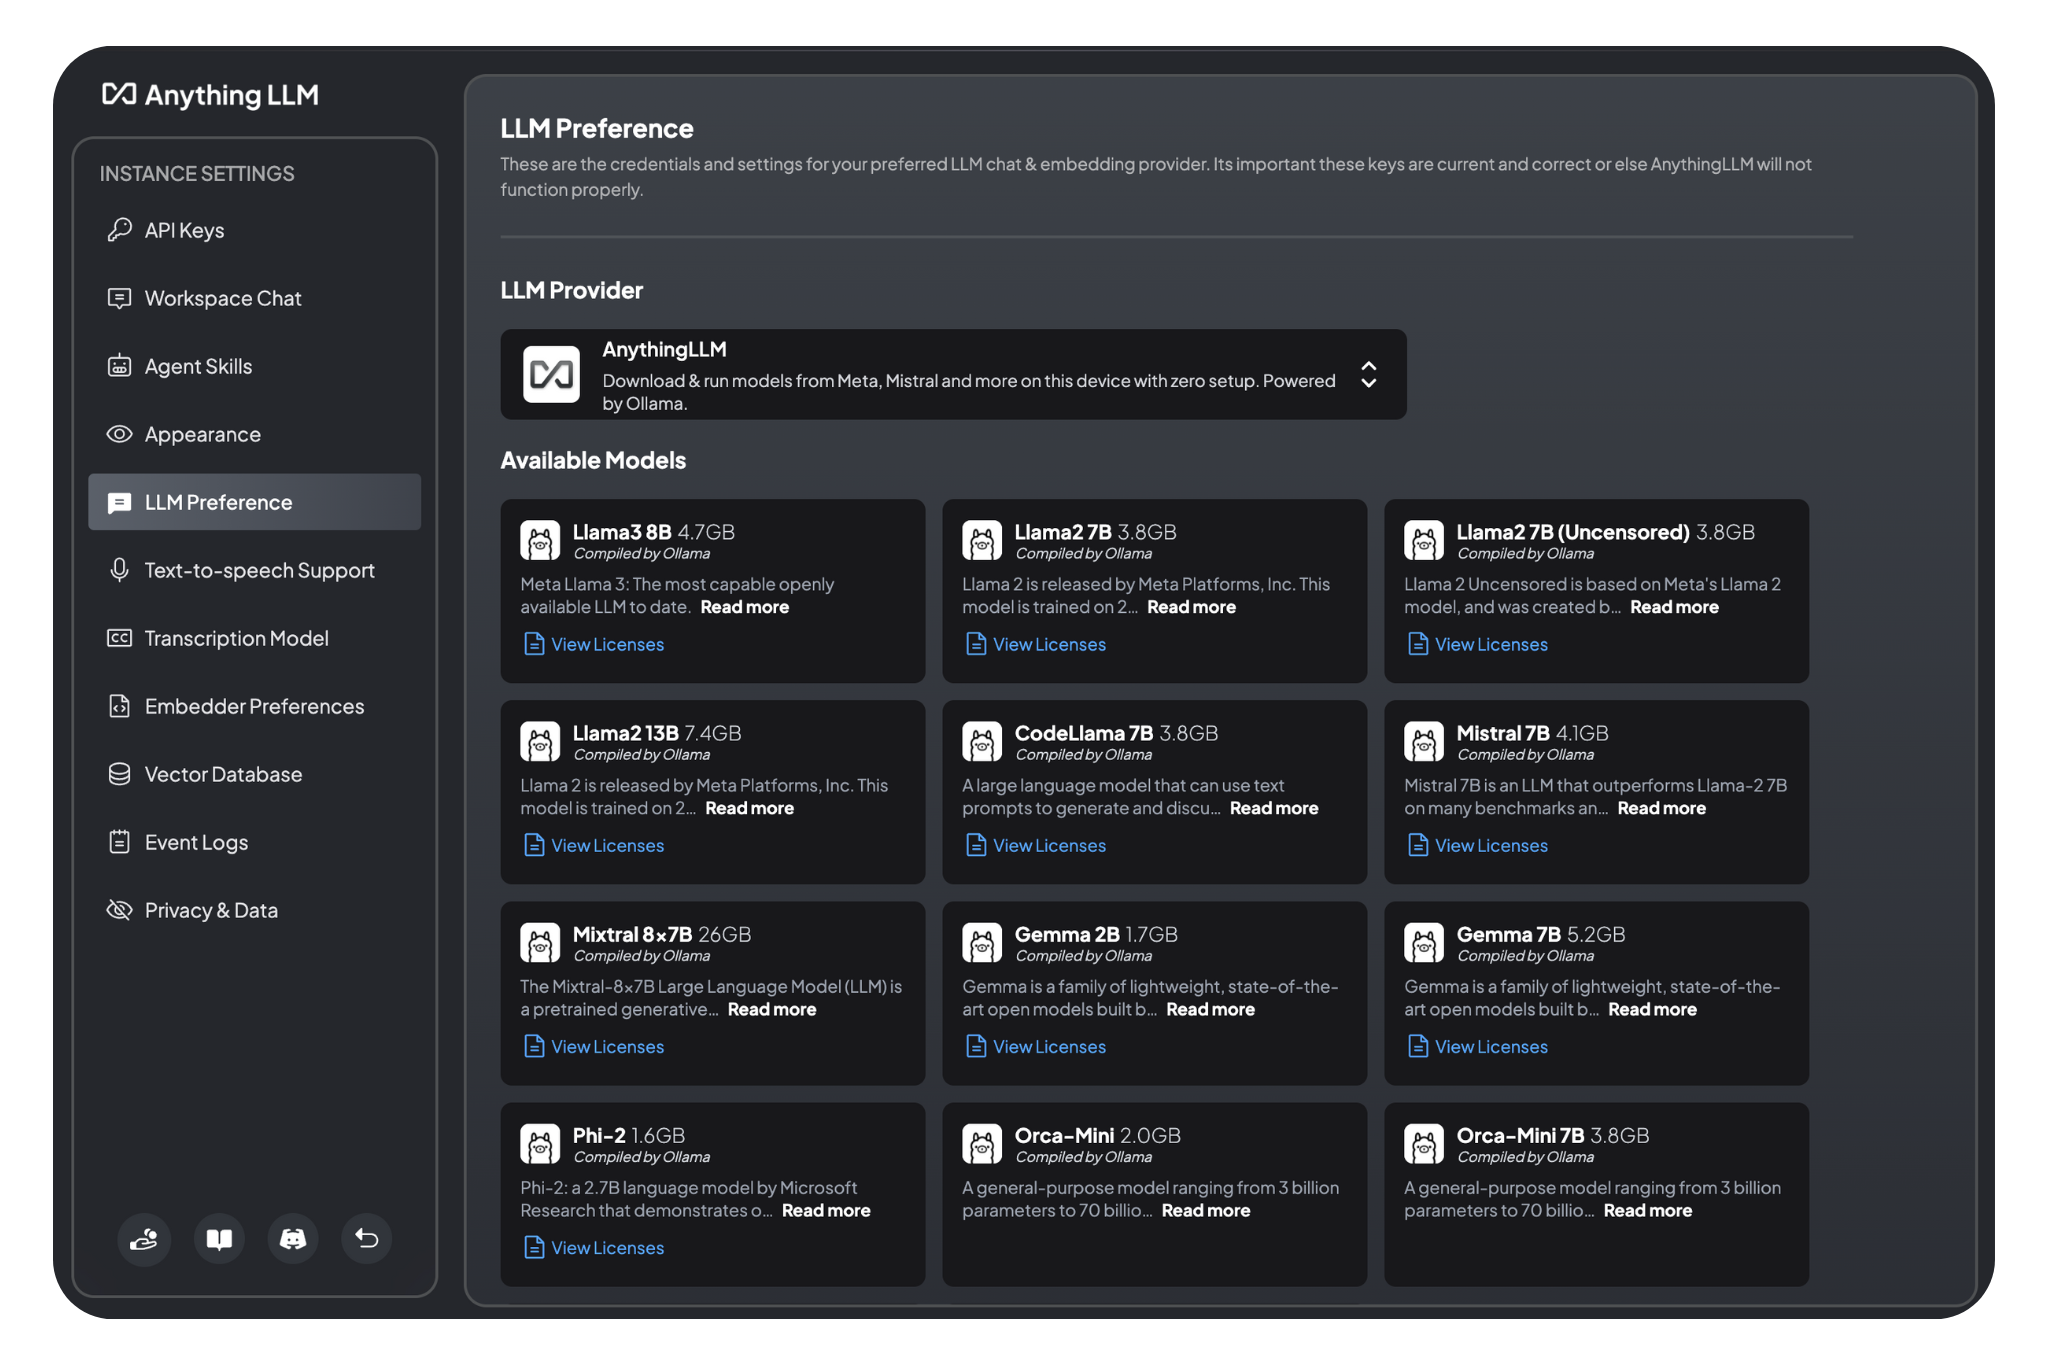 Anything LLM
INSTANCE SETTINGS
API Keys
Workspace Chat
Agent Skills
Appearance
LLM Preference
Text-to-speech Support
CC Transcription Model
Embedder Preferences
Vector Database
Event Logs
Privacy & Data
LLM Preference
These are the credentials and settings for your preferred LLM chat & embedding provider. Its important these keys are current and correct or else AnythingLLM will not
function properly.
LLM Provider
AnythingLLM
Download & run models from Meta, Mistral and more on this device with zero setup. Powered
by Ollama.
Available Models
Llama3 8B 4.7GB
Compiled by Ollama
Meta Llama 3: The most capable openly
available LLM to date. Read more
View Licenses
Llama2 7B 3.8GB
Compiled by Ollama
Llama 2 is released by Meta Platforms, Inc. This
model is trained on 2... Read more
View Licenses
Llama2 7B (Uncensored) 3.8GB
Compiled by Ollama
Llama 2 Uncensored is based on Meta's Llama 2
model, and was created b... Read more
View Licenses
Llama2 13B 7.4GB
Compiled by Ollama
Llama 2 is released by Meta Platforms, Inc. This
model is trained on 2... Read more
View Licenses
CodeLlama 7B 3.8GB
Compiled by Ollama
A large language model that can use text
prompts to generate and discu... Read more
View Licenses
Mistral 7B 4.1GB
Compiled by Ollama
Mistral 7B is an LLM that outperforms Llama-2 7B
on many benchmarks an... Read more
View Licenses
Mixtral 8x7B 26GB
Compiled by Ollama
The Mixtral-8x7B Large Language Model (LLM) is
a pretrained generative... Read more
View Licenses
Gemma 2B 1.7GB
Compiled by Ollama
Gemma is a family of lightweight, state-of-the-
art open models built b... Read more
View Licenses
Gemma 7B 5.2GB
Compiled by Ollama
Gemma is a family of lightweight, state-of-the-
art open models built b... Read more
View Licenses
Phi-2 1.6GB
Compiled by Ollama
Phi-2: a 2.7B language model by Microsoft
Research that demonstrates o... Read more
View Licenses
Orca-Mini 2.0GB
Compiled by Ollama
A general-purpose model ranging from 3 billion
parameters to 70 billio... Read more
Orca-Mini 7B 3.8GB
Compiled by Ollama
A general-purpose model ranging from 3 billion
parameters to 70 billio... Read more